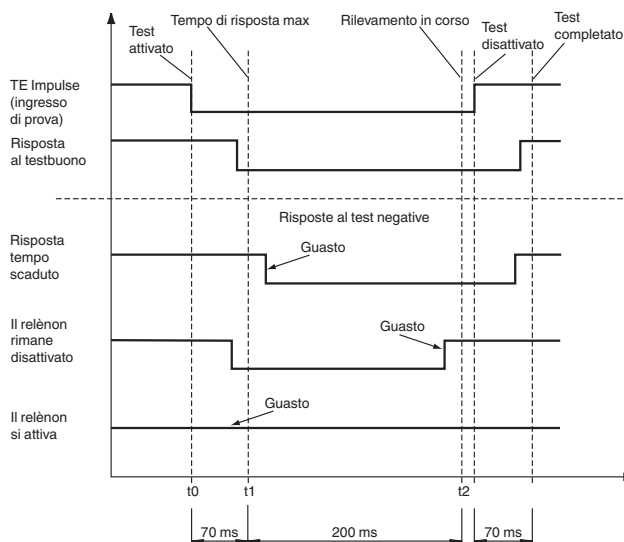 Test
attivato
Tempo di risposta max
Rilevamento in corso
Test
disattivato
Test
completato
TE Impulse
(ingresso
di prova)
Risposta
al testbuono
Risposte al test negative
Risposta
tempo
scaduto
Guasto
Il relènon
rimane
disattivato
Guasto
Il relènon
si attiva
Guasto
t0
t1
t2
70 ms
200 ms
70 ms